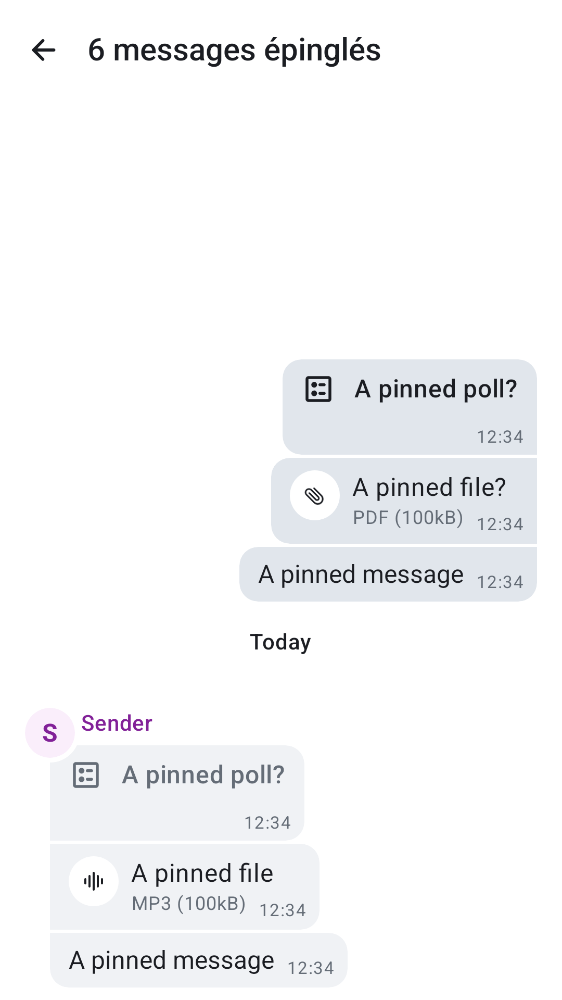 6 messages épinglés
A pinned poll?
12:34
A pinned file?
PDF (100kB) 12:34
A pinned message 12:34
Today
S Sender
A pinned poll?
12:34
A pinned file
MP3 (100kB) 12:34
A pinned message 12:34